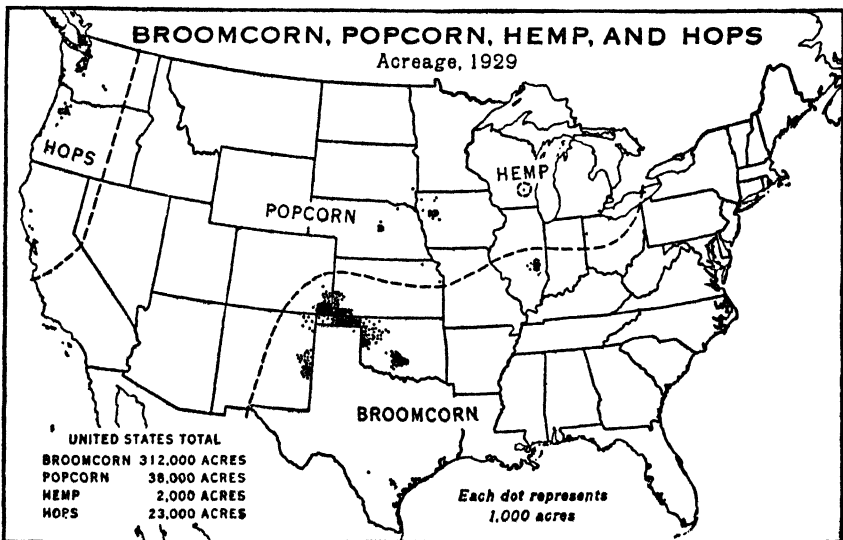 BROOMCORN, POPCORN, HEMP, AND HOPS
Acreage, 1929
HOPS
HEMP
POPCORN
BROOMCORN
UNITED STATES TOTAL
BROOMCORN 312,000 ACRES
POPCORN 38,000 ACRES
HEMP 2,000 ACRES
HOPS 23,000 ACRES
Each dot represents
1,000 acres